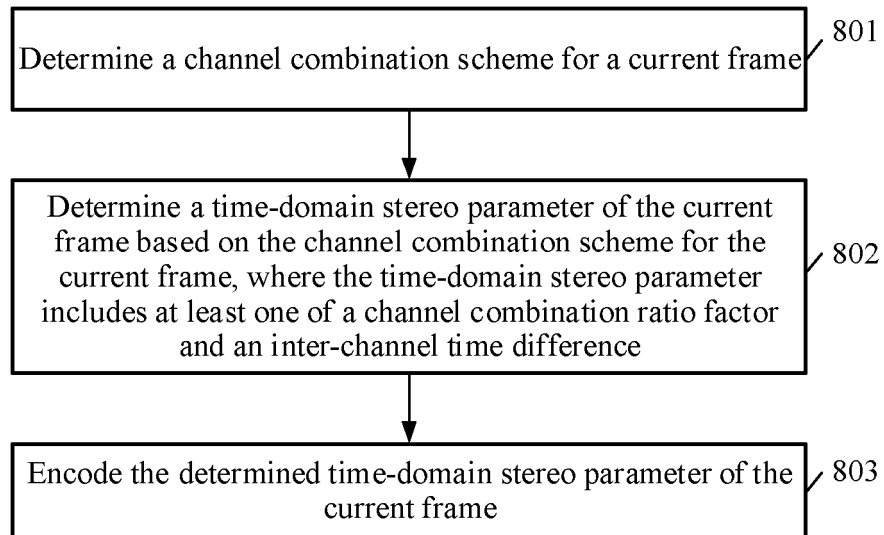 801
Determine a channel combination scheme for a current frame
Determine a time-domain stereo parameter of the current
frame based on the channel combination scheme for the
current frame, where the time-domain stereo parameter
includes at least one of a channel combination ratio factor
and an inter-channel time difference
802
Encode the determined time-domain stereo parameter of the
current frame
803